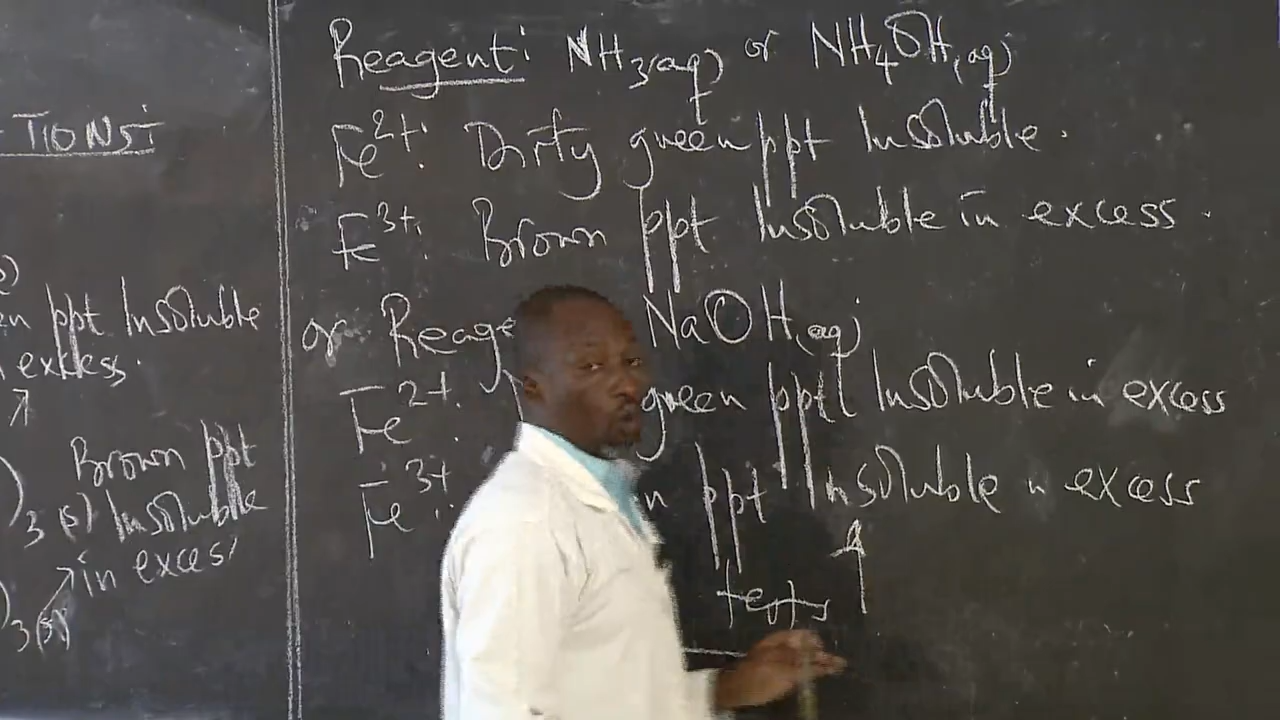 TIONS:
ppt Insoluble
excess.
Brown ppt
3(s) Insoluble
in excess
3(s)
Reagent: NH3(aq) or NH4OH(aq)
Fe2+: Dirty green ppt Insoluble.
Fe3+: Brown ppt Insoluble in excess.
or Reage NaOH(aq)
Fe2+: green ppt Insoluble in excess
Fe3+: n ppt Insoluble in excess
tests